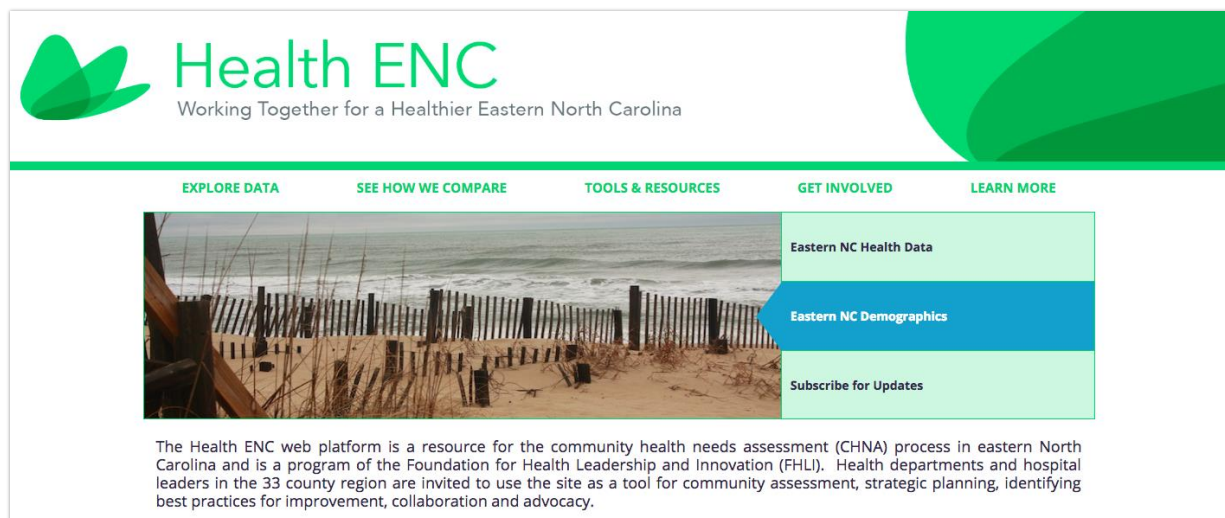 Health ENC
Working Together for a Healthier Eastern North Carolina
EXPLORE DATA SEE HOW WE COMPARE TOOLS & RESOURCES GET INVOLVED LEARN MORE
Eastern NC Health Data
Eastern NC Demographics
Subscribe for Updates
The Health ENC web platform is a resource for the community health needs assessment (CHNA) process in eastern North
Carolina and is a program of the Foundation for Health Leadership and Innovation (FHLI). Health departments and hospital
leaders in the 33 county region are invited to use the site as a tool for community assessment, strategic planning, identifying
best practices for improvement, collaboration and advocacy.